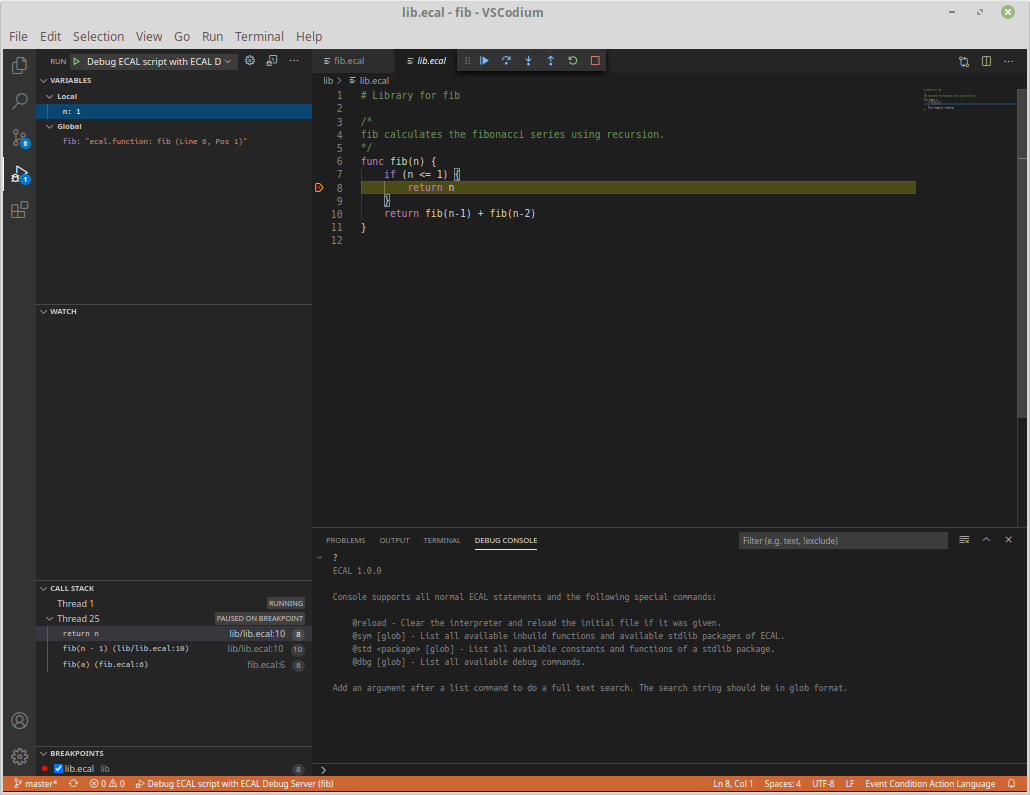 lib.ecal - fib - VSCodium
File Edit Selection View Go Run Terminal Help
RUN Debug ECAL script with ECAL D
fib.ecal lib.ecal
VARIABLES
Local
n: 1
Global
fib: "ecal.function: fib (Line 6, Pos 1)"
WATCH
CALL STACK
Thread 1 RUNNING
Thread 25 PAUSED ON BREAKPOINT
return n lib/lib.ecal:10 8
fib(n - 1) (lib/lib.ecal:10) lib/lib.ecal:10 10
fib(a) (fib.ecal:6) fib.ecal:6 6
BREAKPOINTS
lib.ecal lib 8
6
1
lib > lib.ecal
1 # Library for fib
2
3 /*
4 fib calculates the fibonacci series using recursion.
5 */
6 func fib(n) {
7 if (n <= 1) {
8 return n
9 }
10 return fib(n-1) + fib(n-2)
11 }
12
PROBLEMS OUTPUT TERMINAL DEBUG CONSOLE Filter (e.g. text, !exclude)
?
ECAL 1.0.0
Console supports all normal ECAL statements and the following special commands:
@reload - Clear the interpreter and reload the initial file if it was given.
@sym [glob] - List all available inbuild functions and available stdlib packages of ECAL.
@std <package> [glob] - List all available constants and functions of a stdlib package.
@dbg [glob] - List all available debug commands.
Add an argument after a list command to do a full text search. The search string should be in glob format.
>
master* 0 0 Debug ECAL script with ECAL Debug Server (fib) Ln 8, Col 1 Spaces: 4 UTF-8 LF Event Condition Action Language